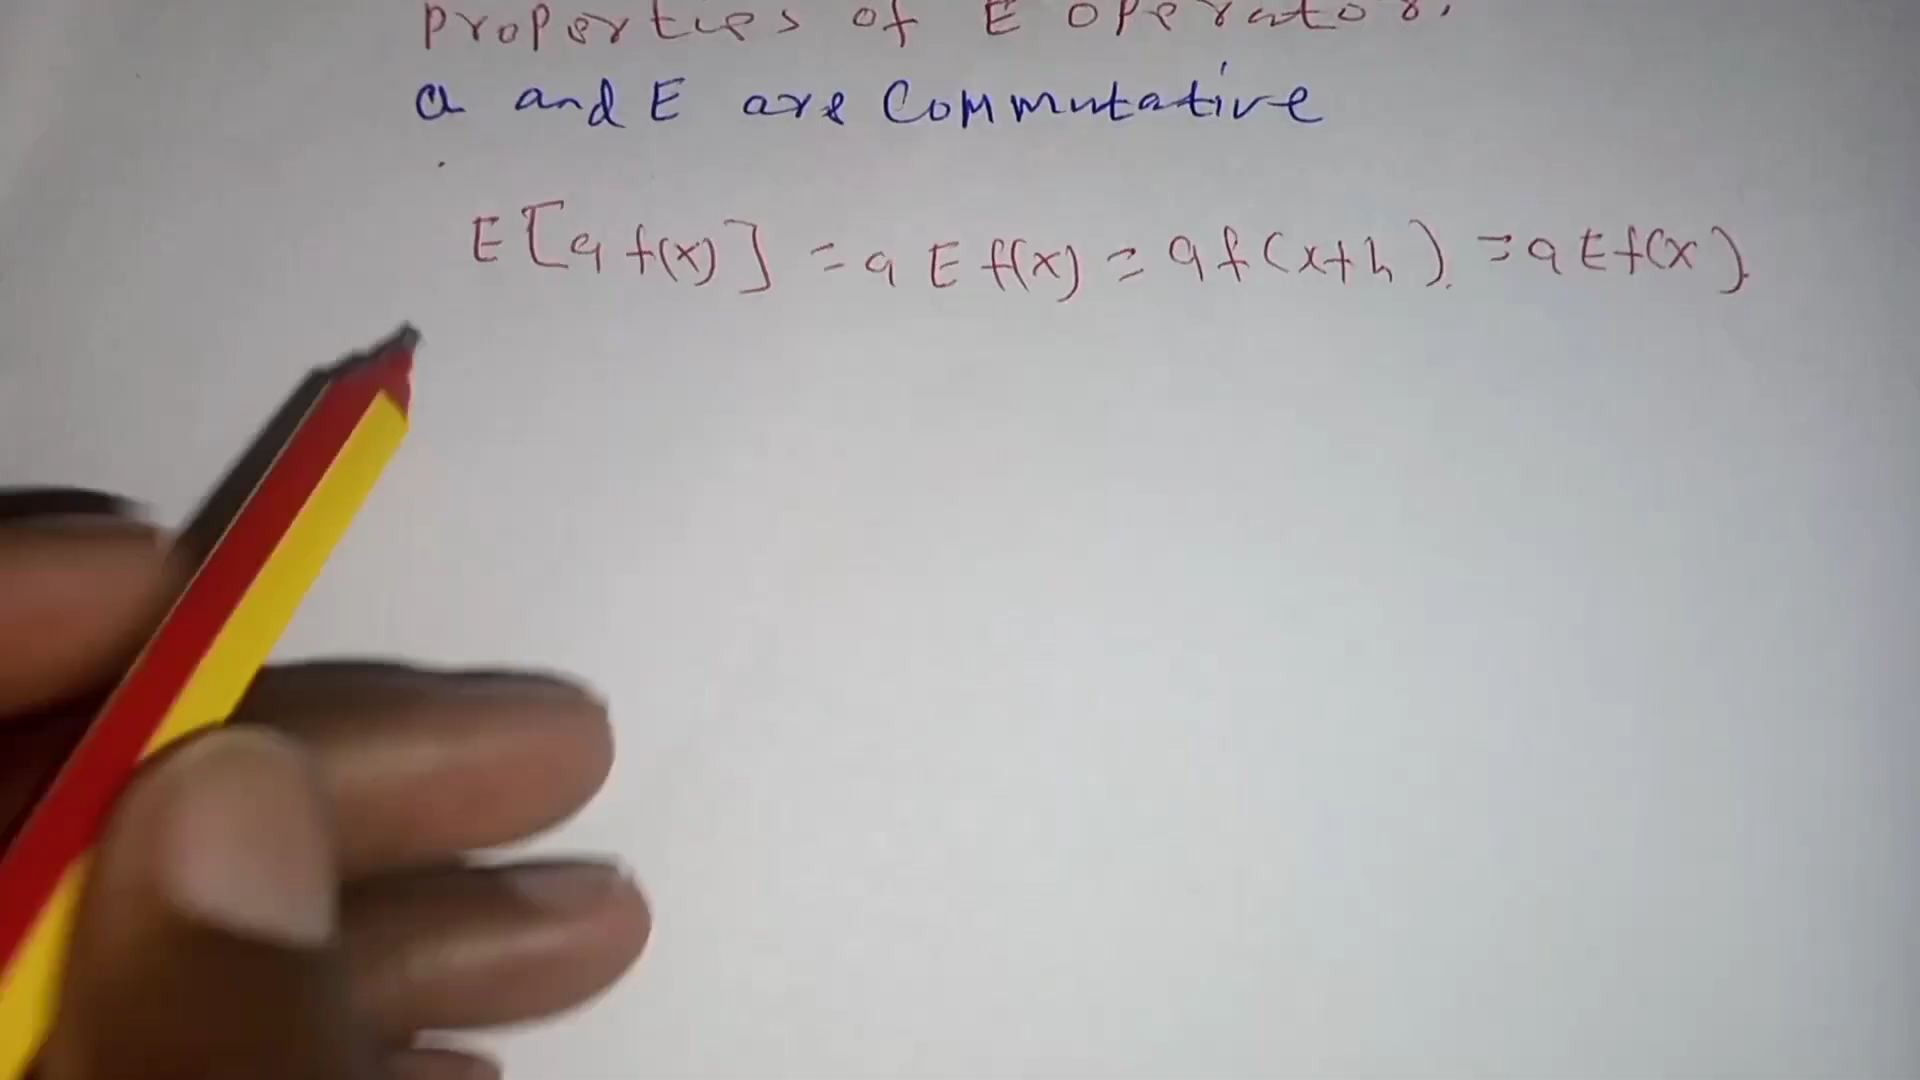 Properties of E operator.
a and E are Commutative
E[a f(x)] = a E f(x) = a f(x+h). = a E f(x).